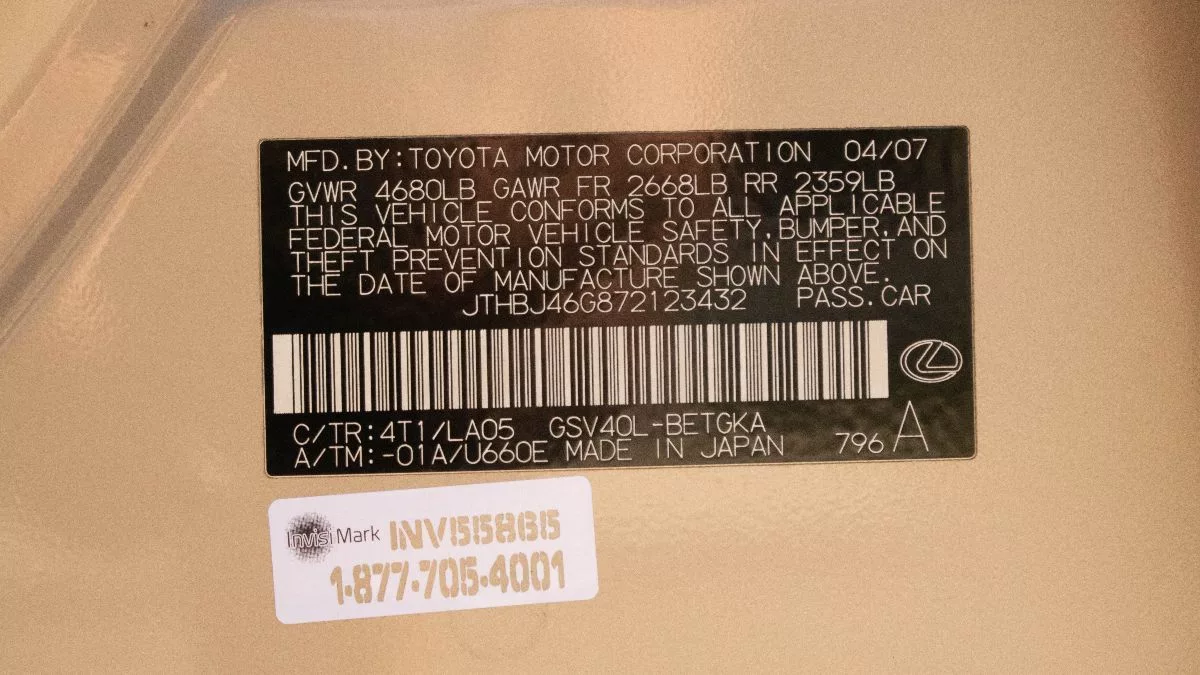 MFD. BY: TOYOTA MOTOR CORPORATION 04/07
GVWR 4680LB GAWR FR 2668LB RR 2359LB
THIS VEHICLE CONFORMS TO ALL APPLICABLE
FEDERAL MOTOR VEHICLE SAFETY, BUMPER, AND
THEFT PREVENTION STANDARDS IN EFFECT ON
THE DATE OF MANUFACTURE SHOWN ABOVE.
JTHBJ46G872123432 PASS. CAR
C/TR: 4T1/LA05 GSV40L-BETGKA
A/TM: -01A/U660E MADE IN JAPAN 796 A
InvisiMark INV55865
1-877-705-4001